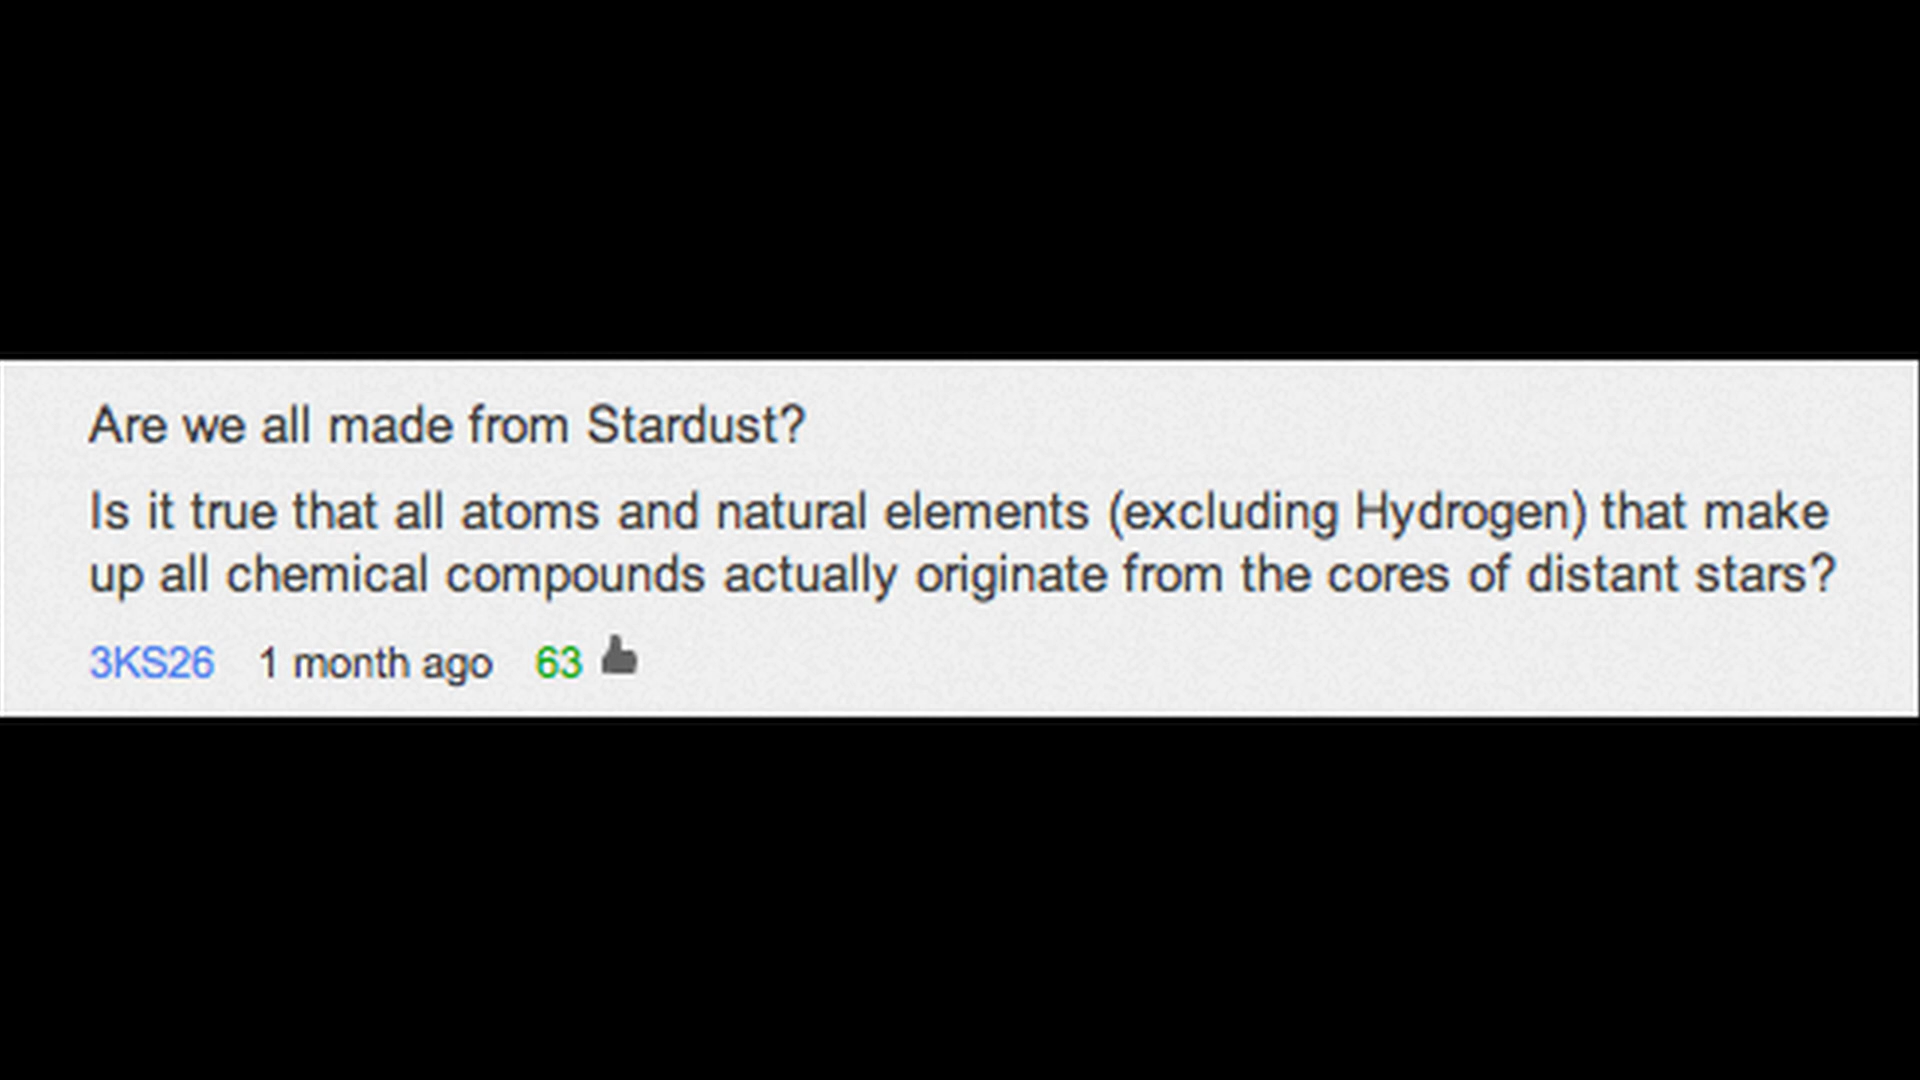 Are we all made from Stardust?
Is it true that all atoms and natural elements (excluding Hydrogen) that make
up all chemical compounds actually originate from the cores of distant stars?
3KS26 1 month ago 63